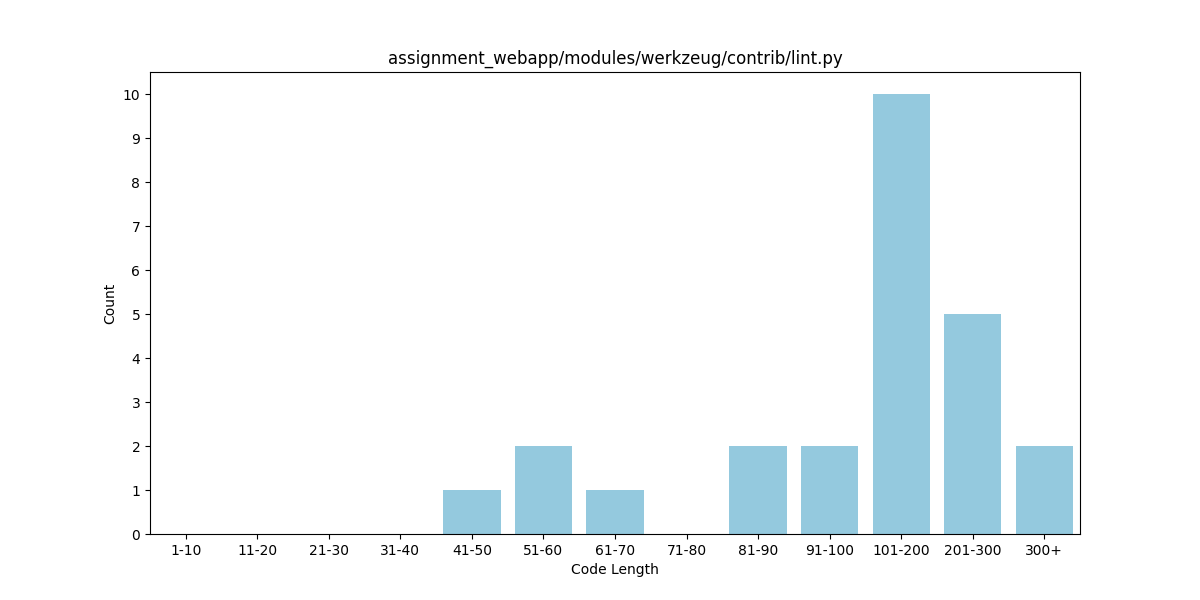 assignment_webapp/modules/werkzeug/contrib/lint.py
10
9
8
7
6
5
4
3
2
1
0
Count
1-10 11-20 21-30 31-40 41-50 51-60 61-70 71-80 81-90 91-100 101-200 201-300 300+
Code Length